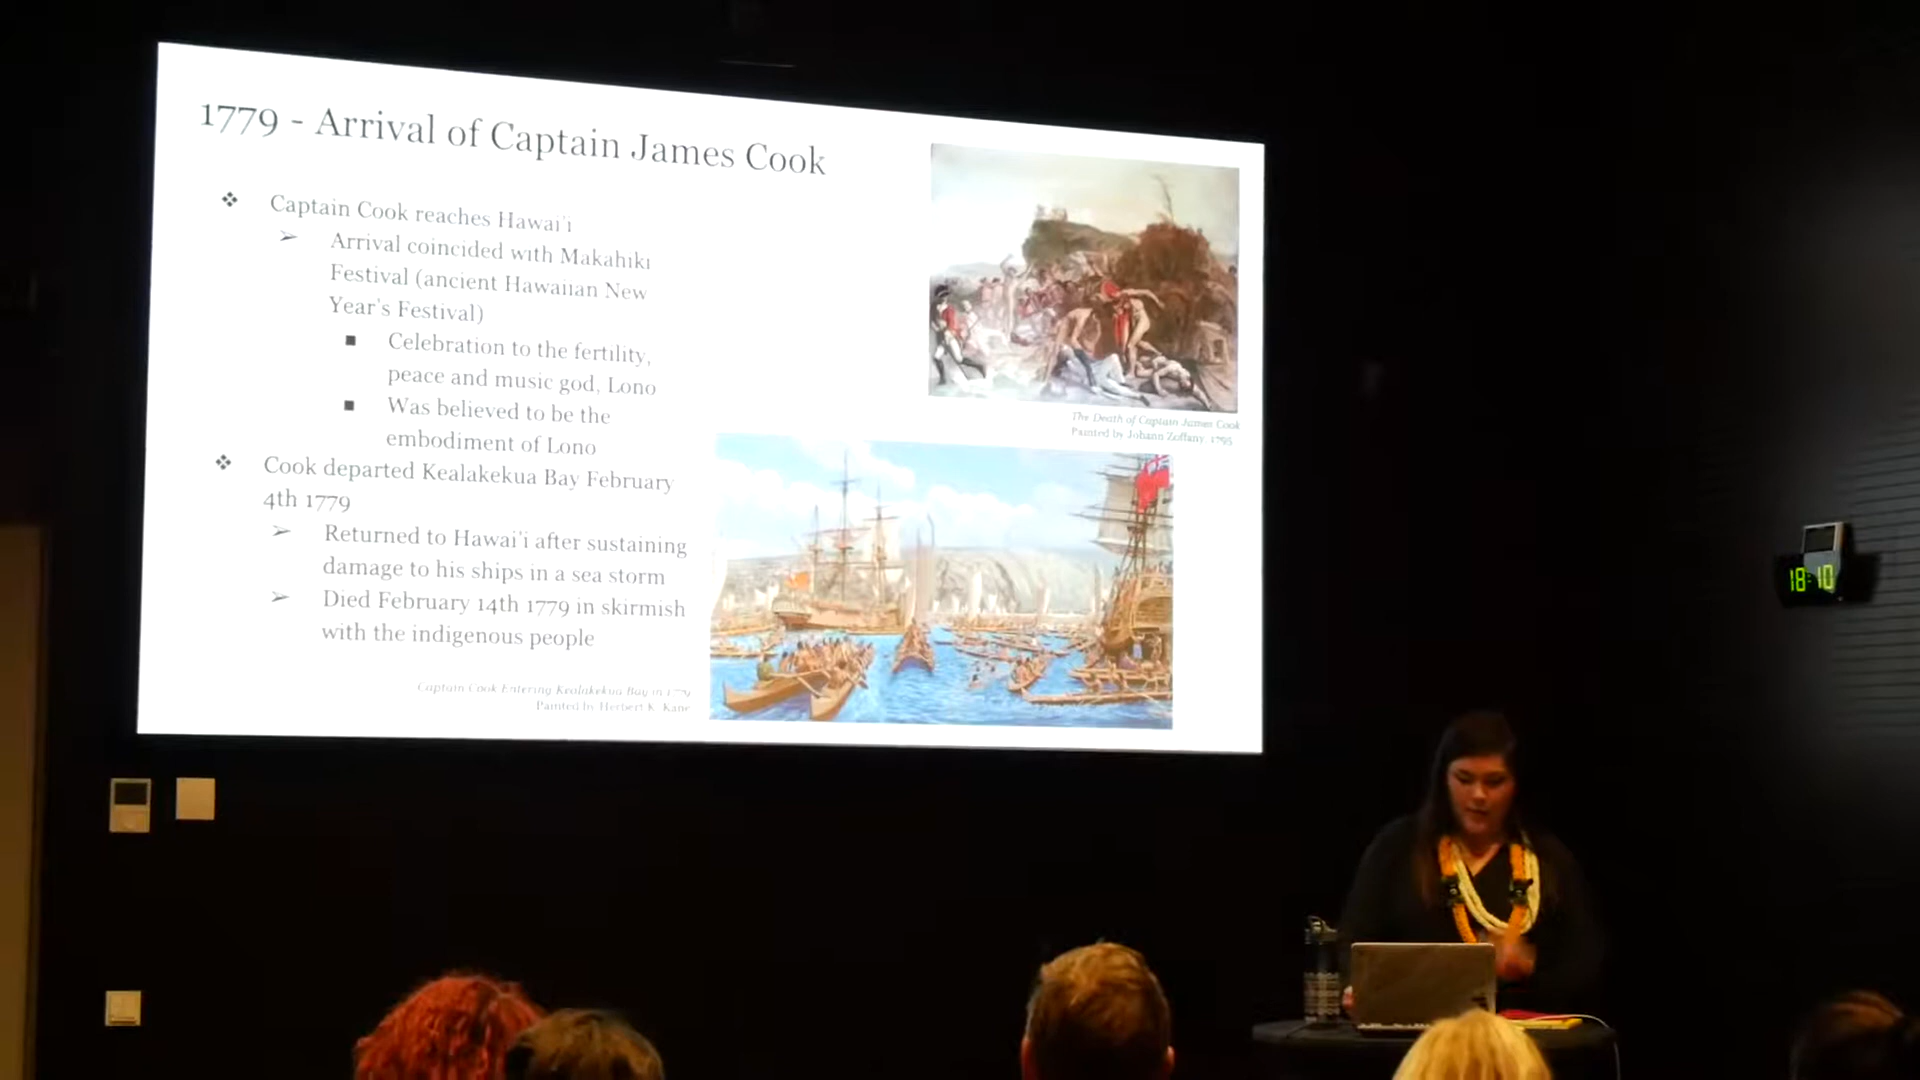 1779 - Arrival of Captain James Cook
Captain Cook reaches Hawai'i
Arrival coincided with Makahiki
Festival (ancient Hawaiian New
Year's Festival)
Celebration to the fertility,
peace and music god, Lono
Was believed to be the
embodiment of Lono
Cook departed Kealakekua Bay February
4th 1779
Returned to Hawai'i after sustaining
damage to his ships in a sea storm
Died February 14th 1779 in skirmish
with the indigenous people
The Death of Captain James Cook
Painted by Johann Zoffany, 1795
Captain Cook Entering Kealakekua Bay in 1779
Painted by Herbert K. Kane
18:10